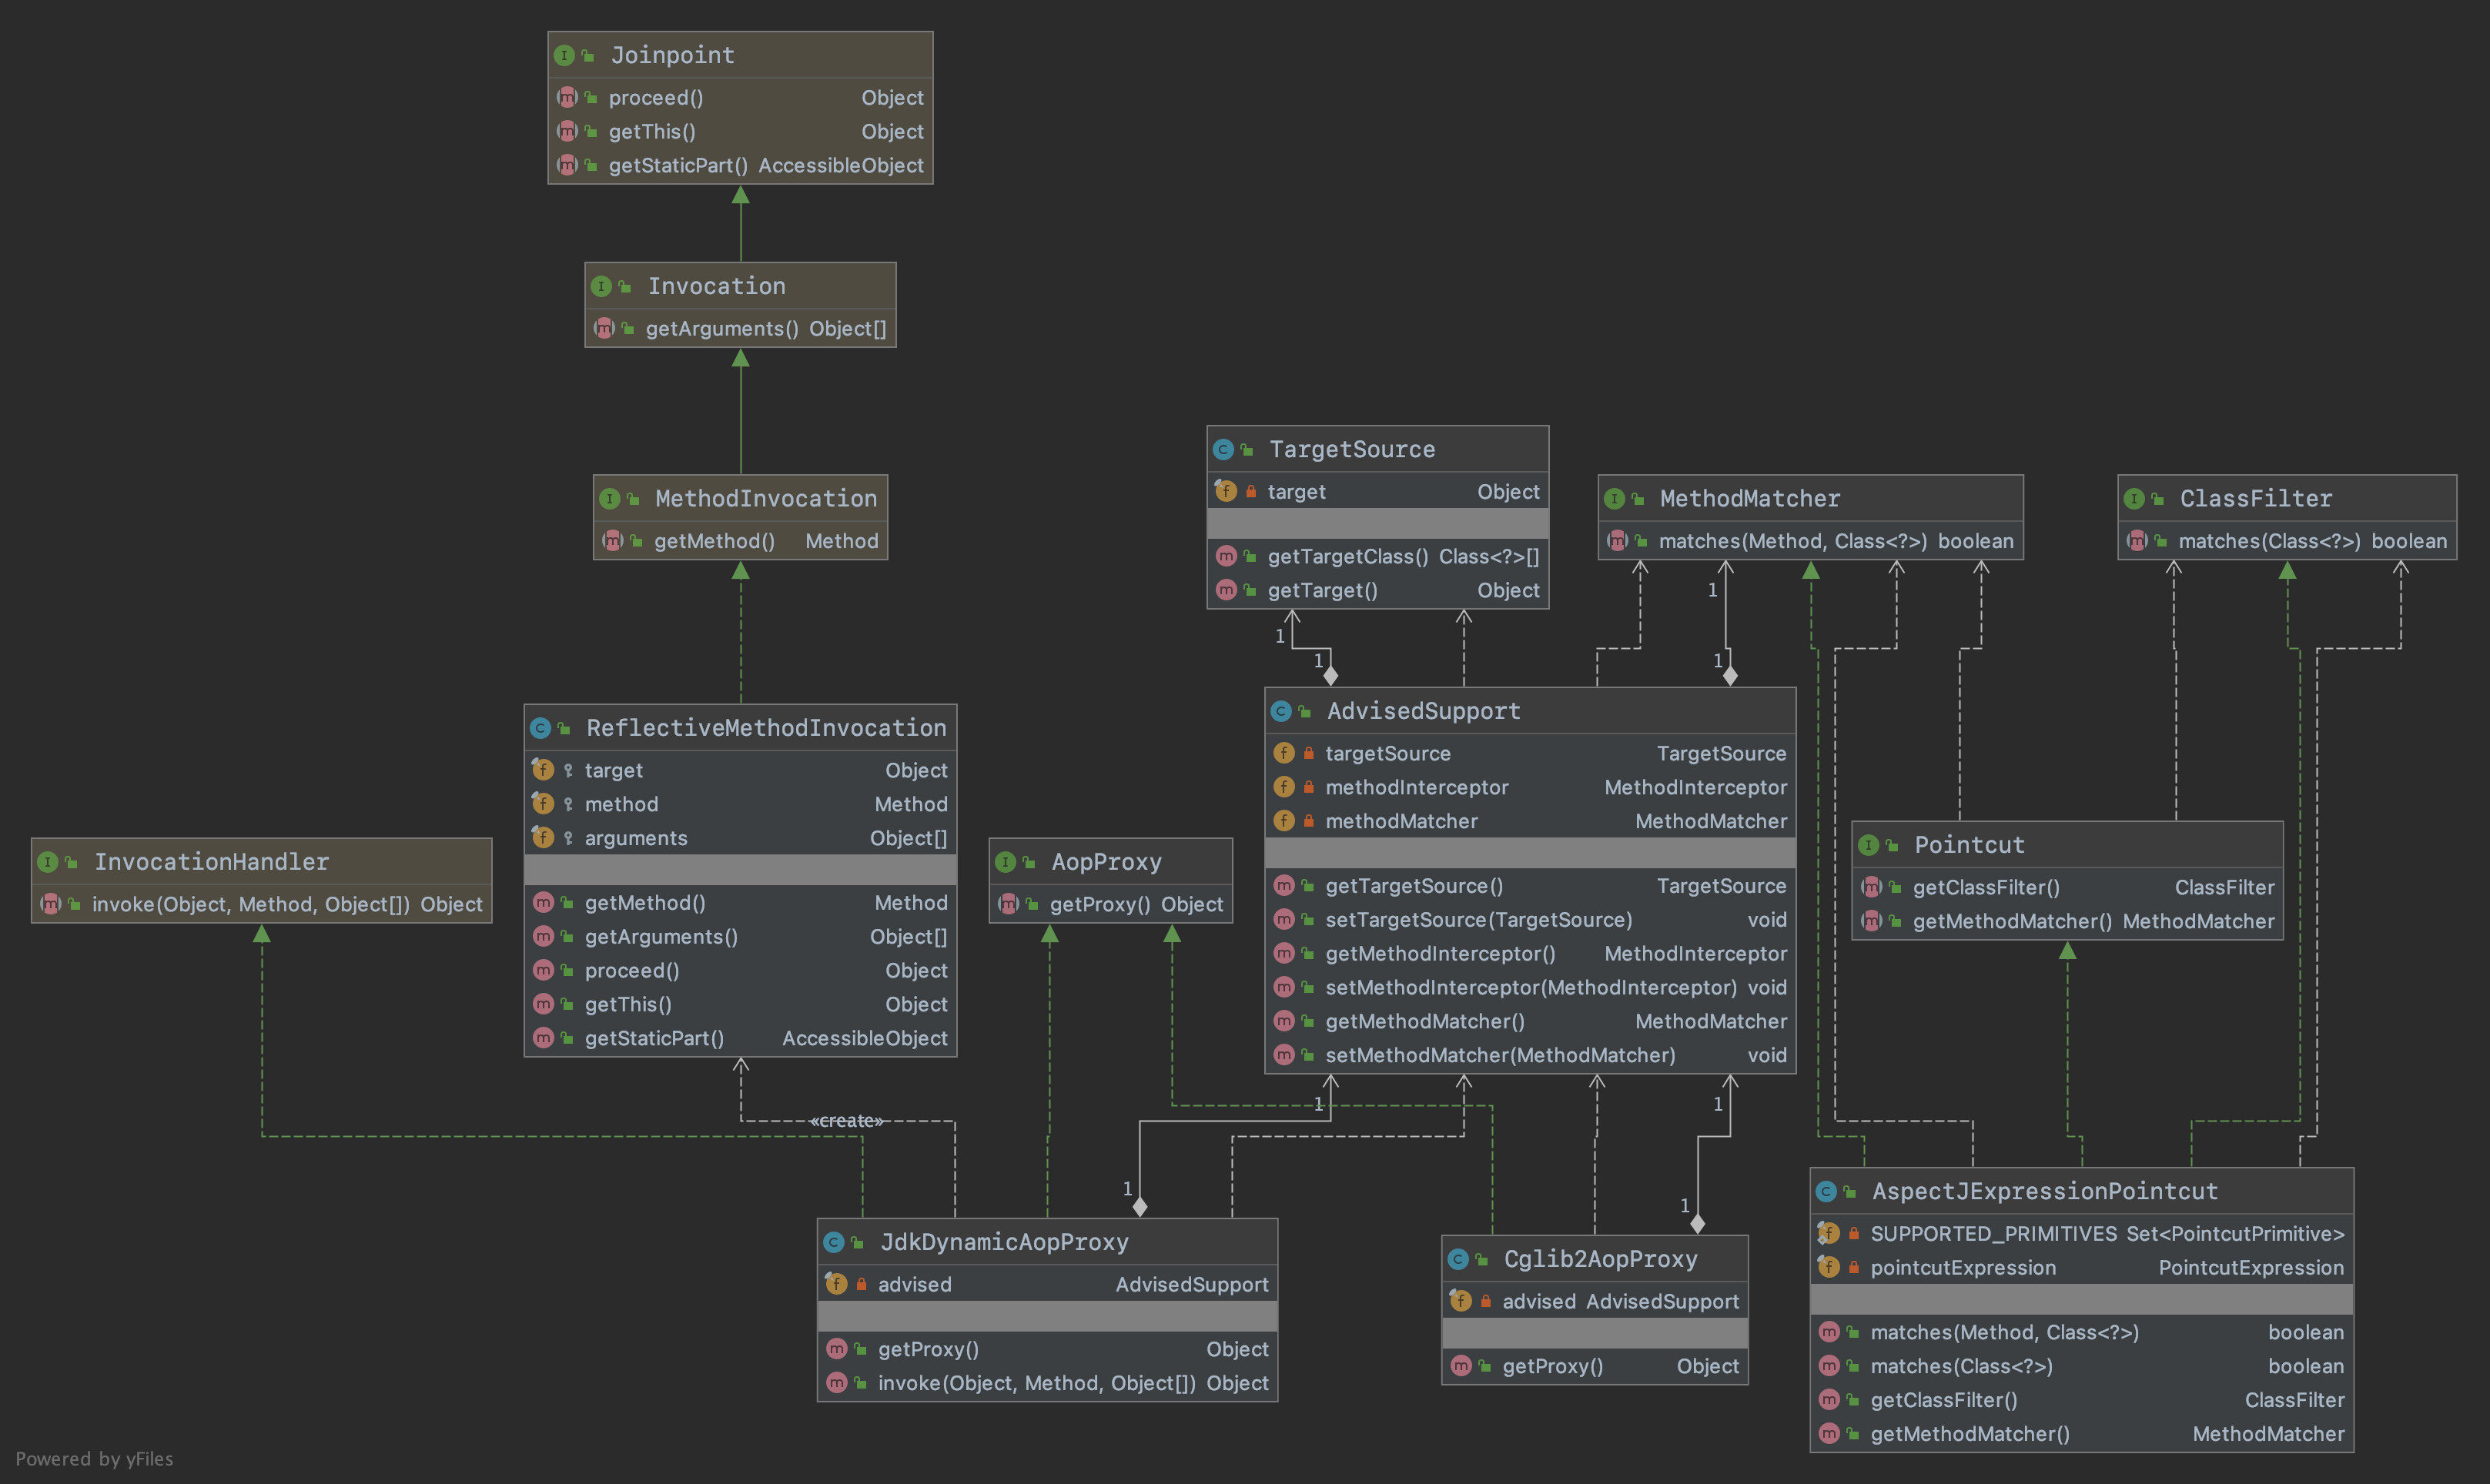 Joinpoint
proceed() Object
getThis() Object
getStaticPart() AccessibleObject
Invocation
getArguments() Object[]
MethodInvocation
getMethod() Method
TargetSource
target Object
getTargetClass() Class<?>[]
getTarget() Object
MethodMatcher
matches(Method, Class<?>) boolean
ClassFilter
matches(Class<?>) boolean
1
1
1
1
ReflectiveMethodInvocation
target Object
method Method
arguments Object[]
getMethod() Method
getArguments() Object[]
proceed() Object
getThis() Object
getStaticPart() AccessibleObject
AdvisedSupport
targetSource TargetSource
methodInterceptor MethodInterceptor
methodMatcher MethodMatcher
getTargetSource() TargetSource
setTargetSource(TargetSource) void
getMethodInterceptor() MethodInterceptor
setMethodInterceptor(MethodInterceptor) void
getMethodMatcher() MethodMatcher
setMethodMatcher(MethodMatcher) void
InvocationHandler
invoke(Object, Method, Object[]) Object
AopProxy
getProxy() Object
Pointcut
getClassFilter() ClassFilter
getMethodMatcher() MethodMatcher
«create»
1
1
1
1
JdkDynamicAopProxy
advised AdvisedSupport
getProxy() Object
invoke(Object, Method, Object[]) Object
Cglib2AopProxy
advised AdvisedSupport
getProxy() Object
AspectJExpressionPointcut
SUPPORTED_PRIMITIVES Set<PointcutPrimitive>
pointcutExpression PointcutExpression
matches(Method, Class<?>) boolean
matches(Class<?>) boolean
getClassFilter() ClassFilter
getMethodMatcher() MethodMatcher
Powered by yFiles